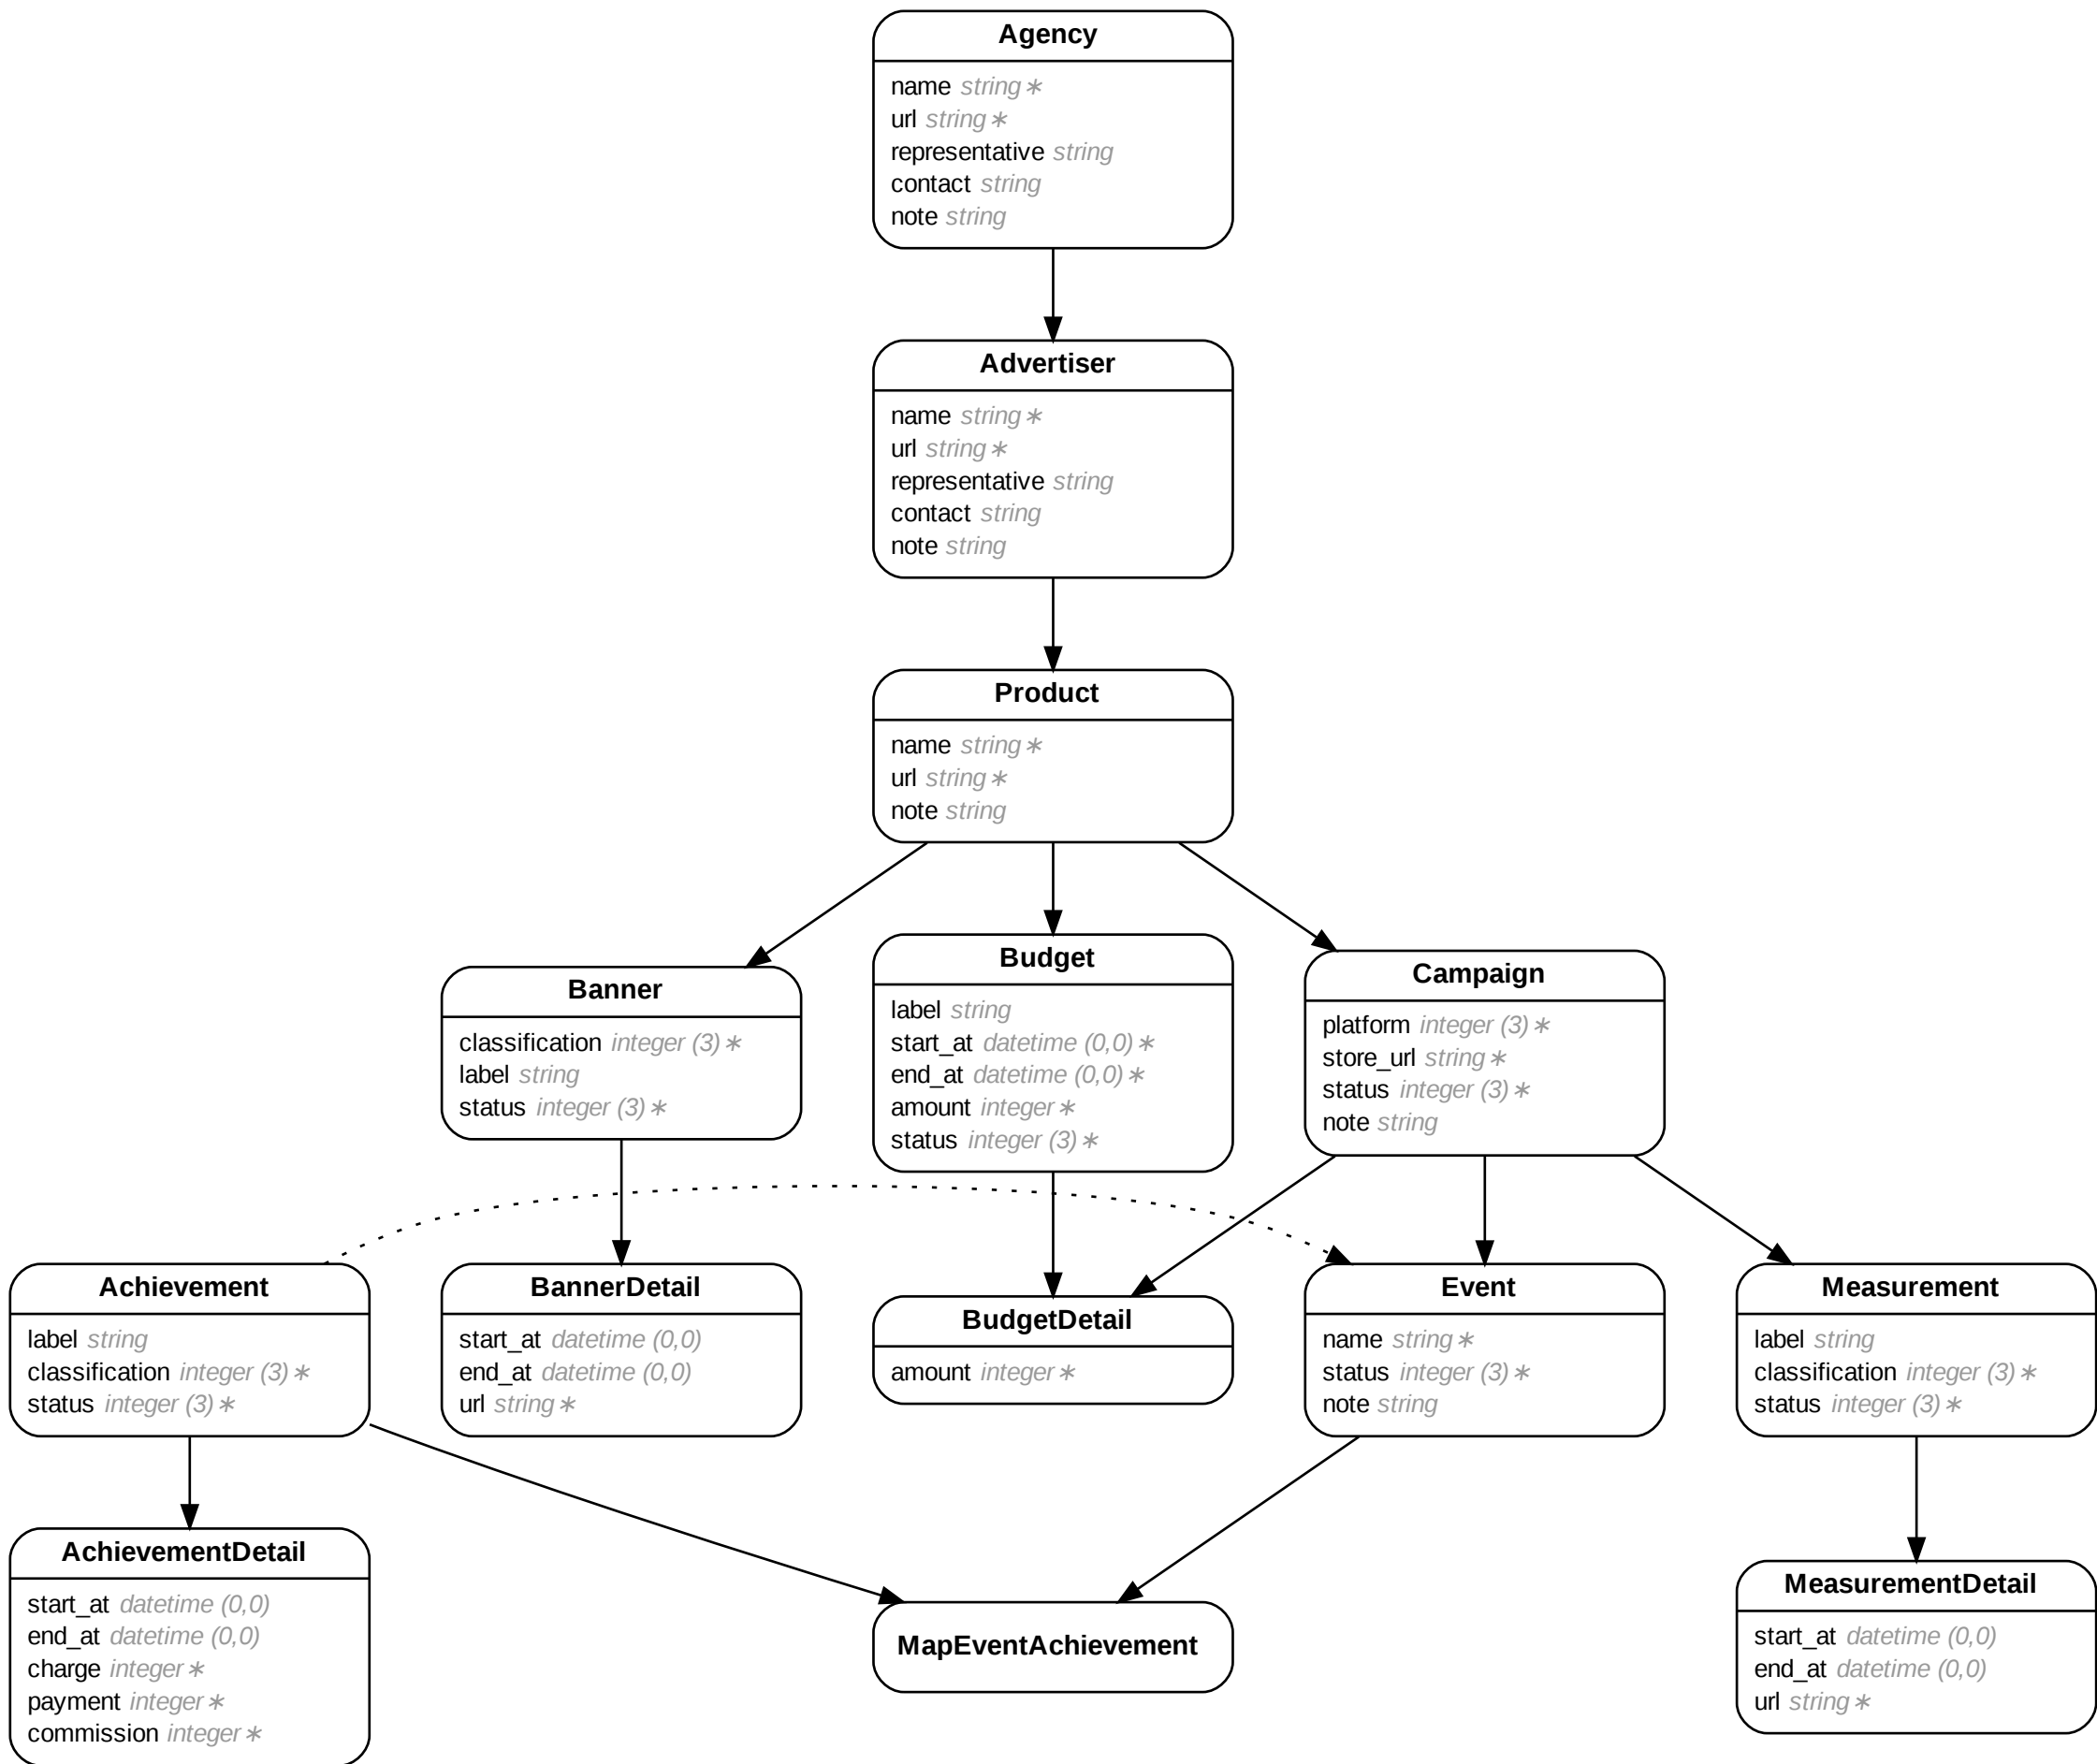 Agency
name string∗
url string∗
representative string
contact string
note string
Advertiser
name string∗
url string∗
representative string
contact string
note string
Product
name string∗
url string∗
note string
Banner
classification integer (3)∗
label string
status integer (3)∗
Budget
label string
start_at datetime (0,0)∗
end_at datetime (0,0)∗
amount integer∗
status integer (3)∗
Campaign
platform integer (3)∗
store_url string∗
status integer (3)∗
note string
Achievement
label string
classification integer (3)∗
status integer (3)∗
BannerDetail
start_at datetime (0,0)
end_at datetime (0,0)
url string∗
BudgetDetail
amount integer∗
Event
name string∗
status integer (3)∗
note string
Measurement
label string
classification integer (3)∗
status integer (3)∗
AchievementDetail
start_at datetime (0,0)
end_at datetime (0,0)
charge integer∗
payment integer∗
commission integer∗
MapEventAchievement
MeasurementDetail
start_at datetime (0,0)
end_at datetime (0,0)
url string∗